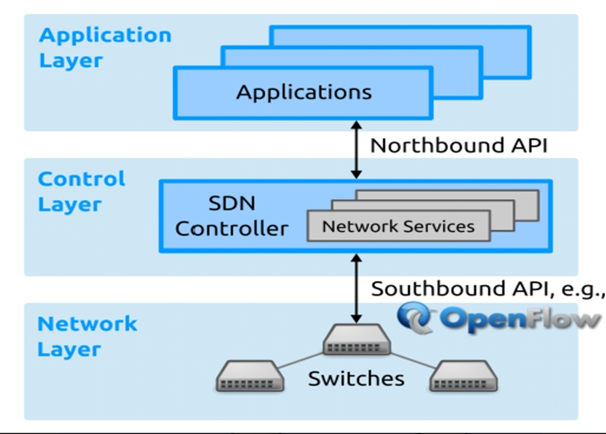 Application
Layer
Applications
Northbound API
Control
Layer
SDN
Controller
Network Services
Southbound API, e.g.,
OpenFlow
Network
Layer
Switches